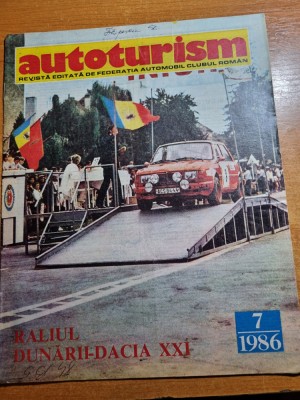 autoturism
REVISTĂ EDITATĂ DE FEDERAȚIA AUTOMOBIL CLUBUL ROMÂN
RALIUL
DUNĂRII-DACIA XXI
7
1986